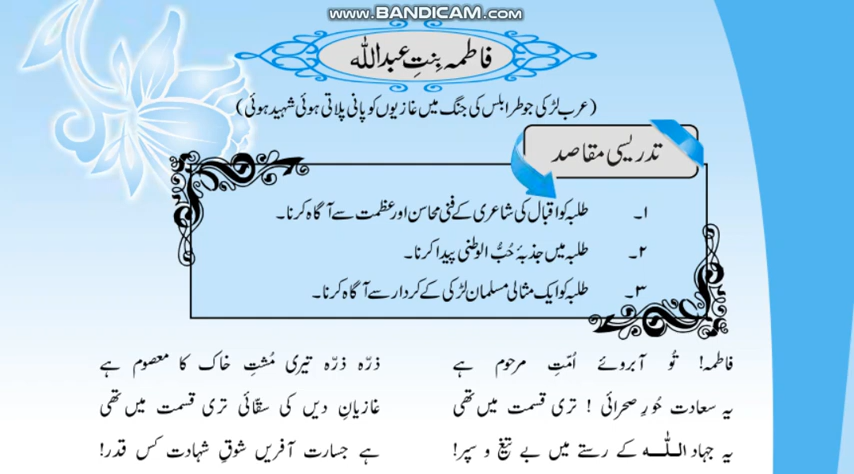 www.BANDICAM.com
فاطمہ بِنتِ عبداللہ
(عرب لڑکی جو طرابلس کی جنگ میں غازیوں کو پانی پلاتی ہوئی شہید ہوئی)
تدریسی مقاصد
۱۔ طلبہ کو اقبال کی شاعری کے فنی محاسن اور عظمت سے آگاہ کرنا۔
۲۔ طلبہ میں جذبۂ حُبُّ الوطنی پیدا کرنا۔
۳۔ طلبہ کو ایک مثالی مسلمان لڑکی کے کردار سے آگاہ کرنا۔
فاطمہ! تُو آبروئے اُمّتِ مرحوم ہے ذرّہ ذرّہ تیری مُشتِ خاک کا معصوم ہے
یہ سعادت حُورِ صحرائی! تری قسمت میں تھی غازیانِ دیں کی سقّائی تری قسمت میں تھی
یہ جہاد اللہ کے رستے میں بے تیغ و سپر! ہے جسارت آفریں شوقِ شہادت کس قدر!